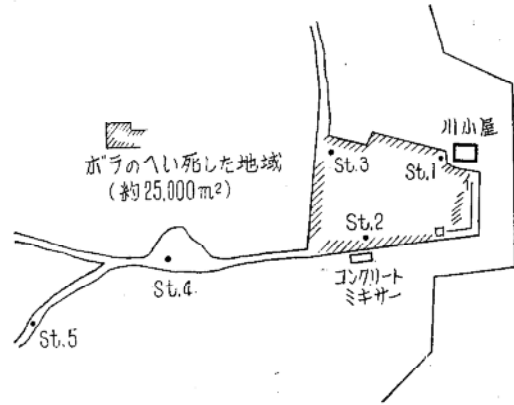 川小屋
ボラのへい死した地域
(約25,000m²)
St.3
St.1
St.2
コンクリート
ミキサー
St.4
St.5